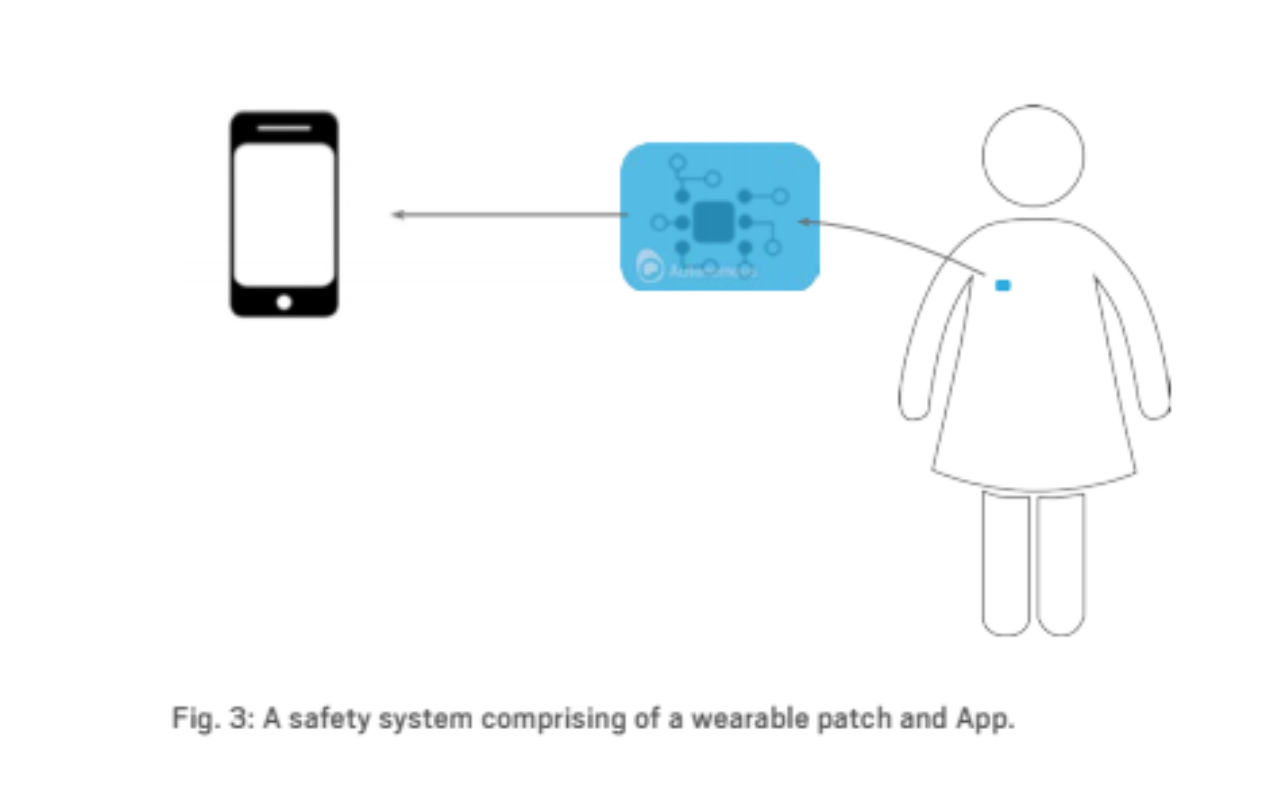 Fig. 3: A safety system comprising of a wearable patch and App.